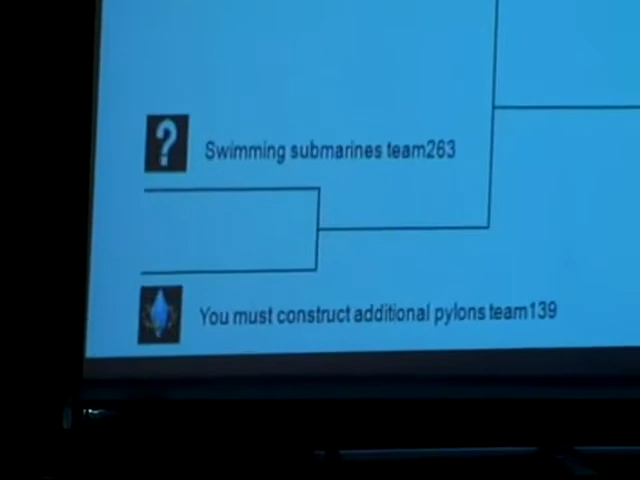 Swimming submarines team263
You must construct additional pylons team139